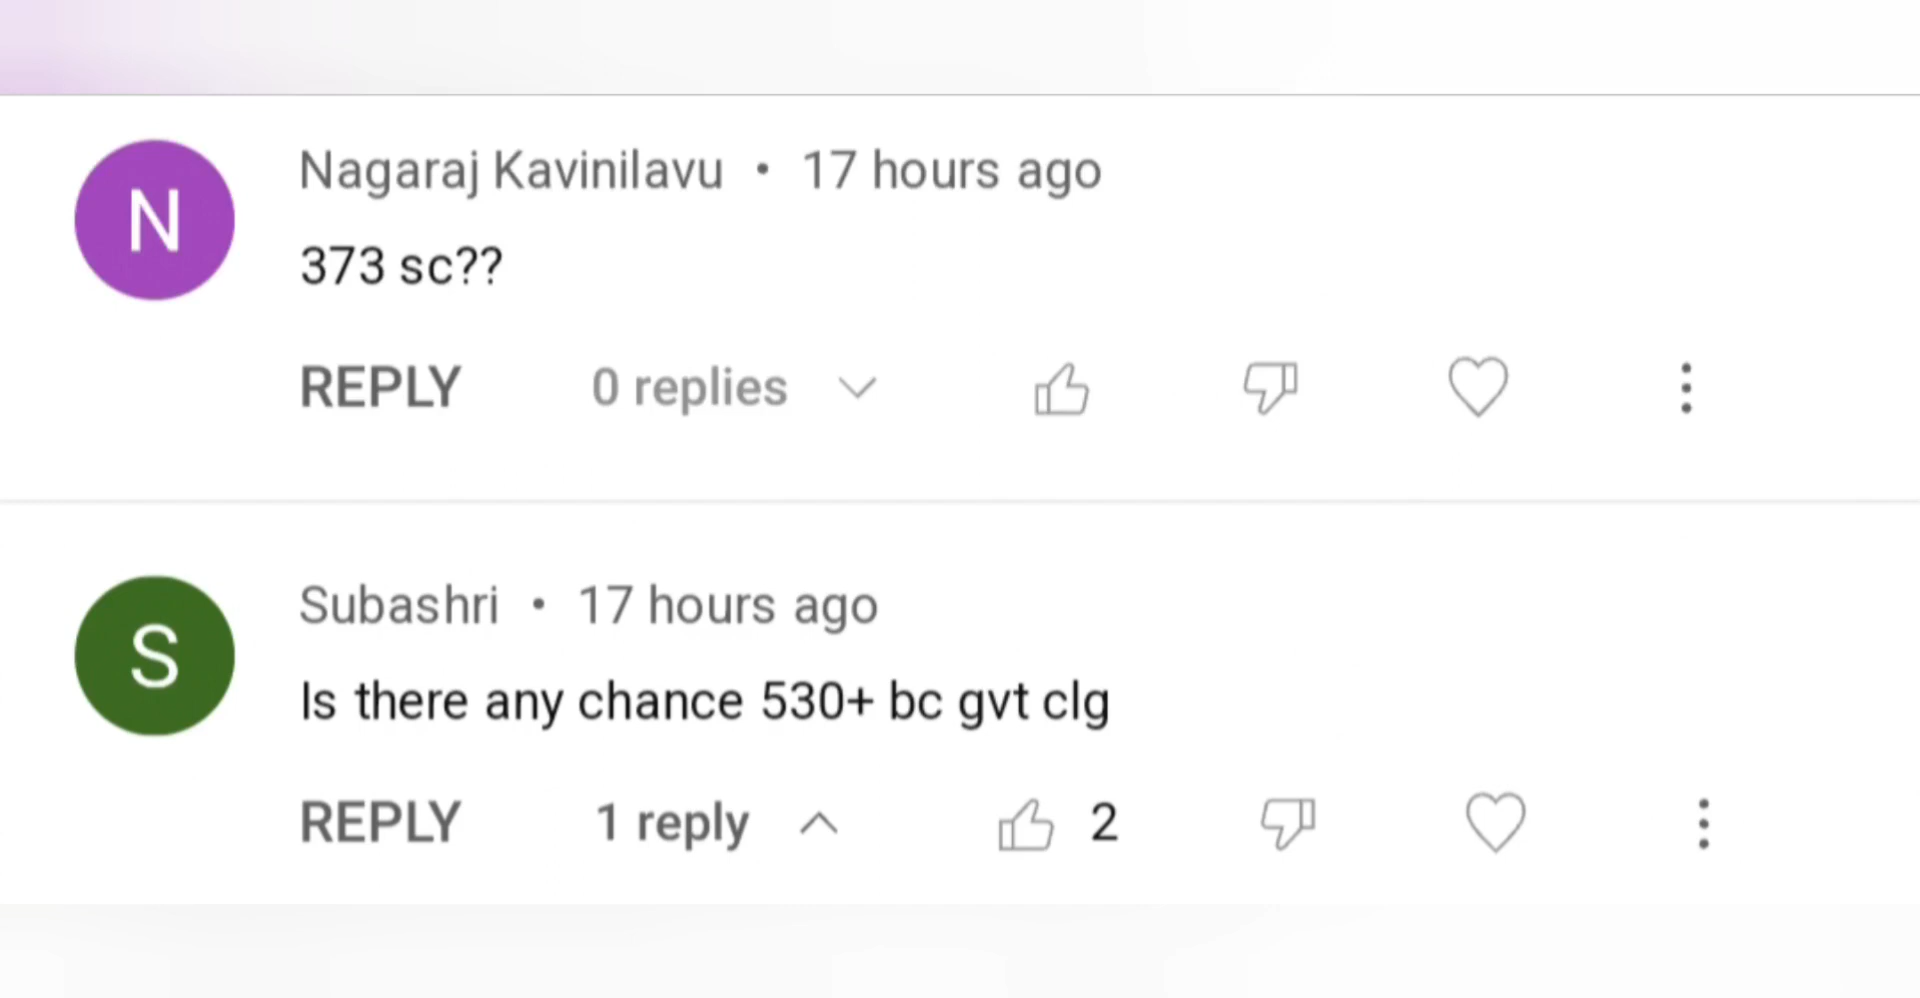 N
Nagaraj Kavinilavu • 17 hours ago
373 sc??
REPLY 0 replies
S
Subashri • 17 hours ago
Is there any chance 530+ bc gvt clg
REPLY 1 reply 2